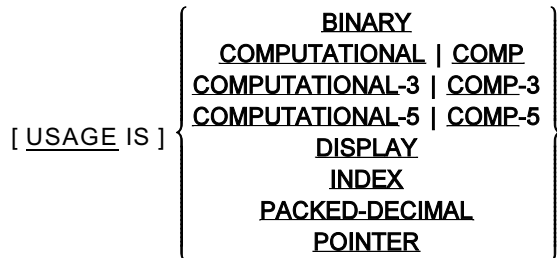 BINARY
COMPUTATIONAL | COMP
COMPUTATIONAL-3 | COMP-3
COMPUTATIONAL-5 | COMP-5
[ USAGE IS ]
DISPLAY
INDEX
PACKED-DECIMAL
POINTER